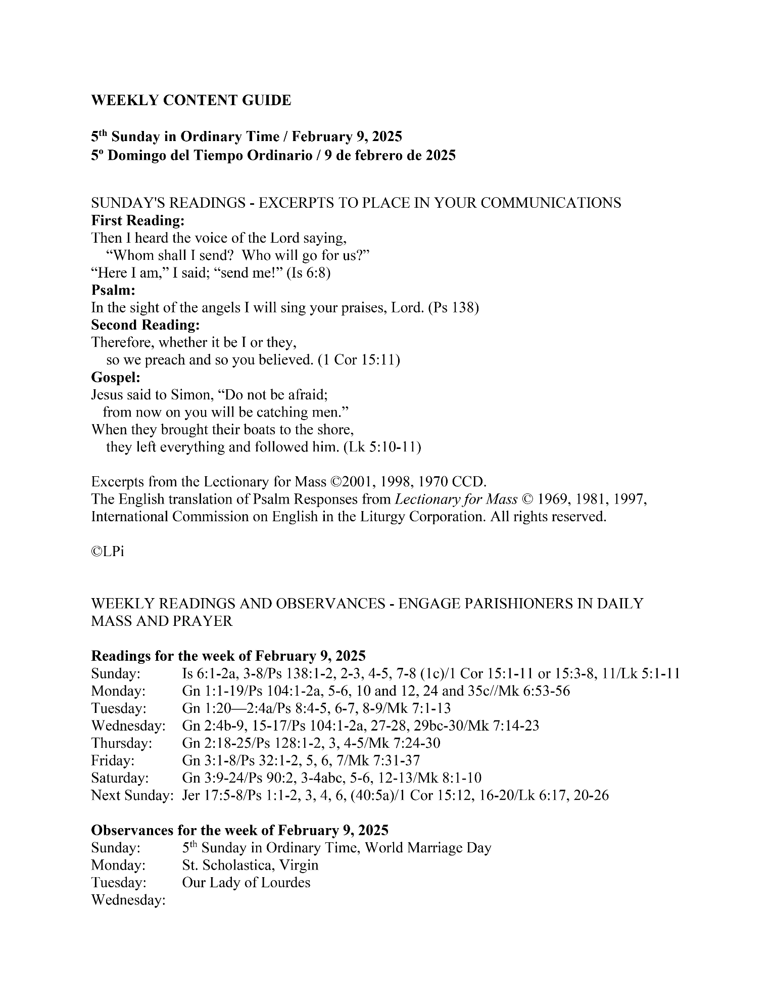 WEEKLY CONTENT GUIDE
5th Sunday in Ordinary Time / February 9, 2025
5º Domingo del Tiempo Ordinario / 9 de febrero de 2025
SUNDAY'S READINGS - EXCERPTS TO PLACE IN YOUR COMMUNICATIONS
First Reading:
Then I heard the voice of the Lord saying,
“Whom shall I send?  Who will go for us?”
“Here I am,” I said; “send me!” (Is 6:8)
Psalm:
In the sight of the angels I will sing your praises, Lord. (Ps 138)
Second Reading:
Therefore, whether it be I or they,
so we preach and so you believed. (1 Cor 15:11)
Gospel:
Jesus said to Simon, “Do not be afraid;
from now on you will be catching men.”
When they brought their boats to the shore,
they left everything and followed him. (Lk 5:10-11)
Excerpts from the Lectionary for Mass ©2001, 1998, 1970 CCD.
The English translation of Psalm Responses from Lectionary for Mass © 1969, 1981, 1997,
International Commission on English in the Liturgy Corporation. All rights reserved.
©LPi
WEEKLY READINGS AND OBSERVANCES - ENGAGE PARISHIONERS IN DAILY
MASS AND PRAYER
Readings for the week of February 9, 2025
Sunday: Is 6:1-2a, 3-8/Ps 138:1-2, 2-3, 4-5, 7-8 (1c)/1 Cor 15:1-11 or 15:3-8, 11/Lk 5:1-11
Monday: Gn 1:1-19/Ps 104:1-2a, 5-6, 10 and 12, 24 and 35c//Mk 6:53-56
Tuesday: Gn 1:20—2:4a/Ps 8:4-5, 6-7, 8-9/Mk 7:1-13
Wednesday: Gn 2:4b-9, 15-17/Ps 104:1-2a, 27-28, 29bc-30/Mk 7:14-23
Thursday: Gn 2:18-25/Ps 128:1-2, 3, 4-5/Mk 7:24-30
Friday: Gn 3:1-8/Ps 32:1-2, 5, 6, 7/Mk 7:31-37
Saturday: Gn 3:9-24/Ps 90:2, 3-4abc, 5-6, 12-13/Mk 8:1-10
Next Sunday: Jer 17:5-8/Ps 1:1-2, 3, 4, 6, (40:5a)/1 Cor 15:12, 16-20/Lk 6:17, 20-26
Observances for the week of February 9, 2025
Sunday: 5th Sunday in Ordinary Time, World Marriage Day
Monday: St. Scholastica, Virgin
Tuesday: Our Lady of Lourdes
Wednesday: